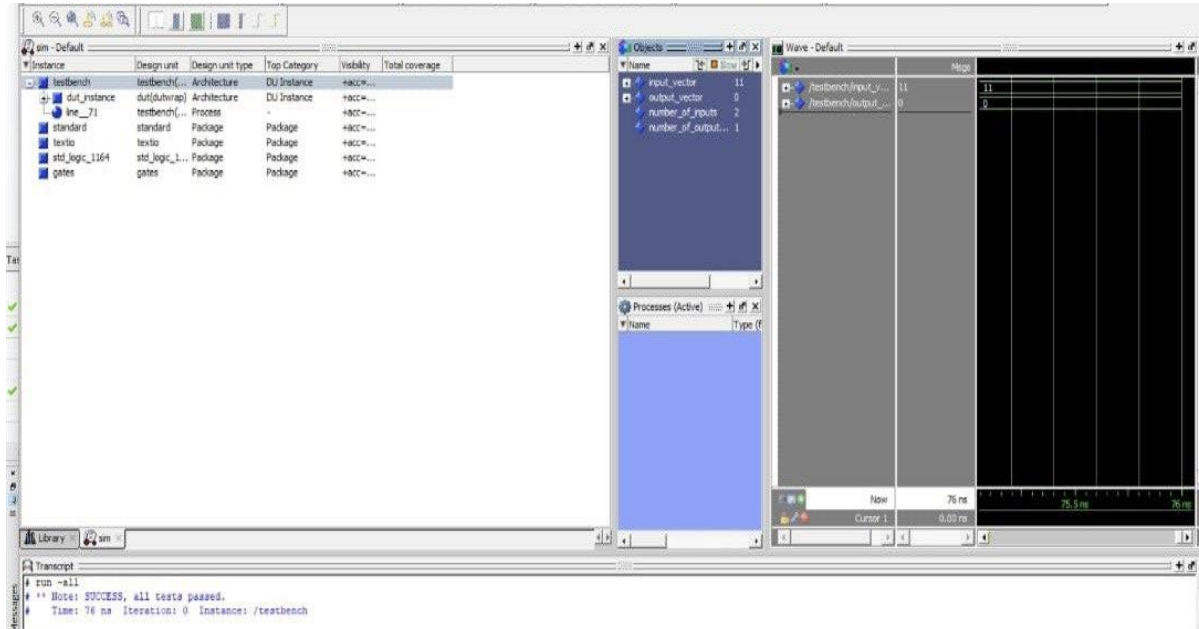 sim - Default
Instance Design unit Design unit type Top Category Visibility Total coverage
testbench testbench(... Architecture DU Instance +acc=...
dut_instance dut(dutwrap) Architecture DU Instance +acc=...
line__71 testbench(... Process - +acc=...
standard standard Package Package +acc=...
textio textio Package Package +acc=...
std_logic_1164 std_logic_1... Package Package +acc=...
gates gates Package Package +acc=...
Library
sim
Objects
Name
input_vector 11
output_vector 0
number_of_inputs 2
number_of_output... 1
Processes (Active)
Name Type (f
Wave - Default
Msgs
/testbench/input_v... 11 11
/testbench/output_... 0 0
Now 76 ns 75.5 ns 76 ns
Cursor 1 0.00 ns
Tas
Messages
Transcript
# run -all
# ** Note: SUCCESS, all tests passed.
# Time: 76 ns Iteration: 0 Instance: /testbench